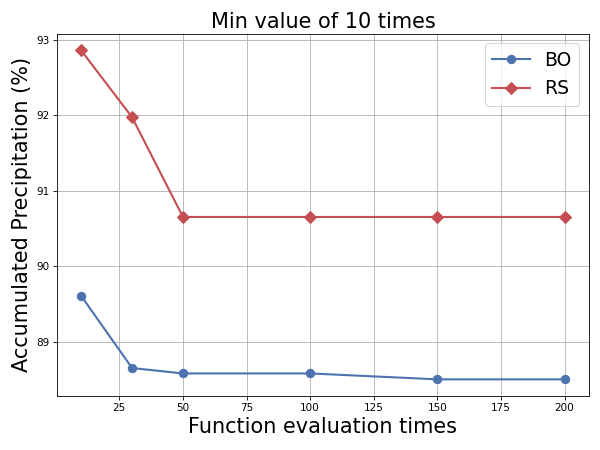 Min value of 10 times
Accumulated Precipitation (%)
93
92
91
90
89
BO
RS
25 50 75 100 125 150 175 200
Function evaluation times